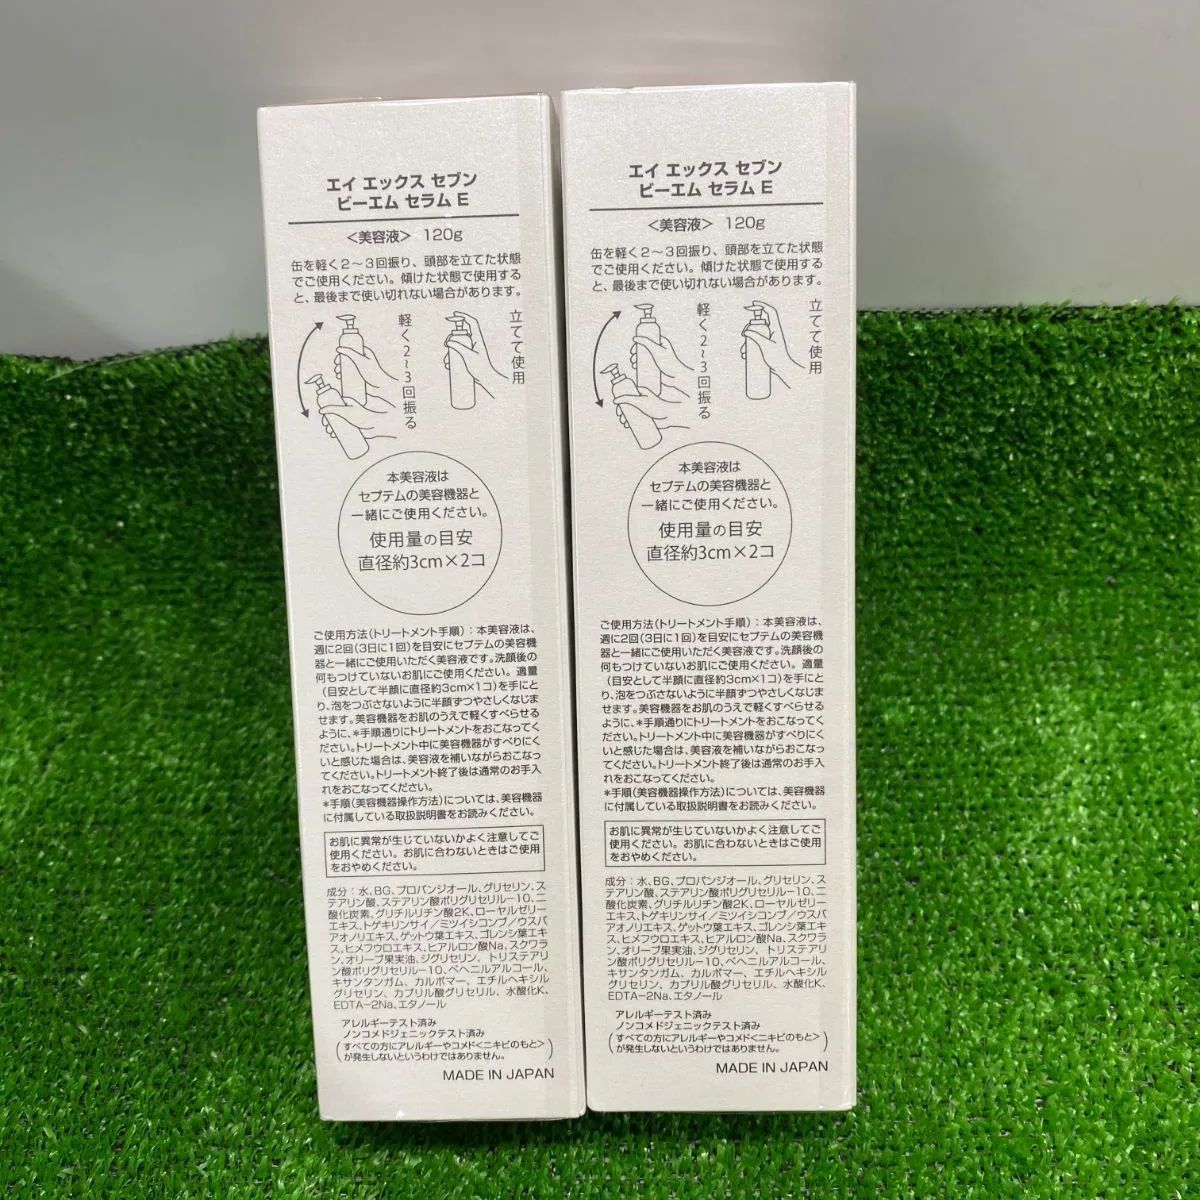 エイ エックス セブン
ビーエム セラム E
＜美容液＞ 120g
缶を軽く2～3回振り、頭部を立てた状態
でご使用ください。傾けた状態で使用する
と、最後まで使い切れない場合があります。
軽く2～3回振る
立てて使用
本美容液は
セプテムの美容機器と
一緒にご使用ください。
使用量の目安
直径約3cm×2コ
ご使用方法(トリートメント手順)：本美容液は、
週に2回(3日に1回)を目安にセプテムの美容機
器と一緒にご使用いただく美容液です。洗顔後の
何もつけていないお肌にご使用ください。適量
(目安として半顔に直径約3cm×1コ)を手にと
り、泡をつぶさないように半顔ずつやさしくなじま
せます。美容機器をお肌のうえで軽くすべらせる
ように、*手順通りにトリートメントをおこなってく
ださい。トリートメント中に美容機器がすべりにく
いと感じた場合は、美容液を補いながらおこなっ
てください。トリートメント終了後は通常のお手入
れをおこなってください。
*手順(美容機器操作方法)については、美容機器
に付属している取扱説明書をお読みください。
お肌に異常が生じていないかよく注意してご
使用ください。お肌に合わないときはご使用
をおやめください。
成分：水、BG、プロパンジオール、グリセリン、ス
テアリン酸、ステアリン酸ポリグリセリル-10、二
酸化炭素、グリチルリチン酸2K、ローヤルゼリー
エキス、トゲキリンサイ／ミツイシコンブ／ウスバ
アオノリエキス、ゲットウ葉エキス、ゴレンシ葉エキ
ス、ヒメフウロエキス、ヒアルロン酸Na、スクワラ
ン、オリーブ果実油、ジグリセリン、トリステアリ
ン酸ポリグリセリル-10、ベヘニルアルコール、
キサンタンガム、カルボマー、エチルヘキシル
グリセリン、カプリル酸グリセリル、水酸化K、
EDTA-2Na、エタノール
アレルギーテスト済み
ノンコメドジェニックテスト済み
(すべての方にアレルギーやコメド＜ニキビのもと＞
が発生しないというわけではありません。)
MADE IN JAPAN
エイ エックス セブン
ビーエム セラム E
＜美容液＞ 120g
缶を軽く2～3回振り、頭部を立てた状態
でご使用ください。傾けた状態で使用する
と、最後まで使い切れない場合があります。
軽く2～3回振る
立てて使用
本美容液は
セプテムの美容機器と
一緒にご使用ください。
使用量の目安
直径約3cm×2コ
ご使用方法(トリートメント手順)：本美容液は、
週に2回(3日に1回)を目安にセプテムの美容機
器と一緒にご使用いただく美容液です。洗顔後の
何もつけていないお肌にご使用ください。適量
(目安として半顔に直径約3cm×1コ)を手にと
り、泡をつぶさないように半顔ずつやさしくなじま
せます。美容機器をお肌のうえで軽くすべらせる
ように、*手順通りにトリートメントをおこなってく
ださい。トリートメント中に美容機器がすべりにく
いと感じた場合は、美容液を補いながらおこなっ
てください。トリートメント終了後は通常のお手入
れをおこなってください。
*手順(美容機器操作方法)については、美容機器
に付属している取扱説明書をお読みください。
お肌に異常が生じていないかよく注意してご
使用ください。お肌に合わないときはご使用
をおやめください。
成分：水、BG、プロパンジオール、グリセリン、ス
テアリン酸、ステアリン酸ポリグリセリル-10、二
酸化炭素、グリチルリチン酸2K、ローヤルゼリー
エキス、トゲキリンサイ／ミツイシコンブ／ウスバ
アオノリエキス、ゲットウ葉エキス、ゴレンシ葉エキ
ス、ヒメフウロエキス、ヒアルロン酸Na、スクワラ
ン、オリーブ果実油、ジグリセリン、トリステアリ
ン酸ポリグリセリル-10、ベヘニルアルコール、
キサンタンガム、カルボマー、エチルヘキシル
グリセリン、カプリル酸グリセリル、水酸化K、
EDTA-2Na、エタノール
アレルギーテスト済み
ノンコメドジェニックテスト済み
(すべての方にアレルギーやコメド＜ニキビのもと＞
が発生しないというわけではありません。)
MADE IN JAPAN